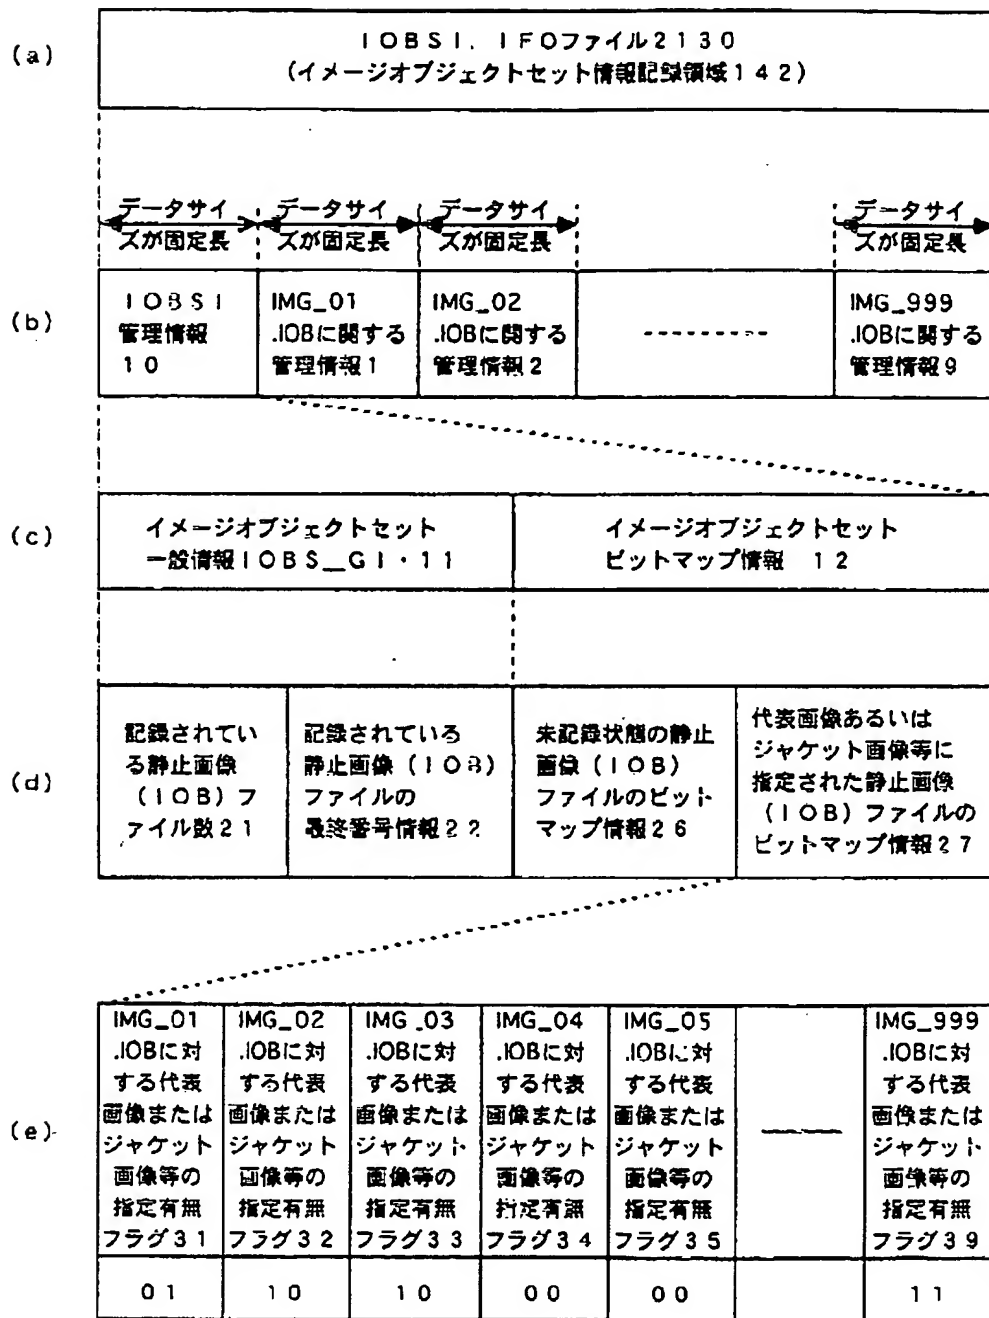 (a)
IOBSI. IFOファイル2130
(イメージオブジェクトセット情報記録領域142)
データサイ
ズが固定長
データサイ
ズが固定長
データサイ
ズが固定長
データサイ
ズが固定長
(b)
IOBSI
管理情報
10
IMG_01
.IOBに関する
管理情報1
IMG_02
.IOBに関する
管理情報2
IMG_999
.IOBに関する
管理情報9
(c)
イメージオブジェクトセット
一般情報IOBS__GI・11
イメージオブジェクトセット
ビットマップ情報 12
(d)
記録されてい
る静止画像
(IOB)フ
ァイル数21
記録されている
静止画像(IOB)
ファイルの
最終番号情報22
未記録状態の静止
画像(IOB)
ファイルのビット
マップ情報26
代表画像あるいは
ジャケット画像等に
指定された静止画像
(IOB)ファイルの
ビットマップ情報27
(e)
IMG_01
.IOBに対
する代表
画像または
ジャケット
画像等の
指定有無
フラグ31
01
IMG_02
.IOBに対
する代表
画像または
ジャケット
画像等の
指定有無
フラグ32
10
IMG_03
.IOBに対
する代表
画像または
ジャケット
画像等の
指定有無
フラグ33
10
IMG_04
.IOBに対
する代表
画像または
ジャケット
画像等の
指定有無
フラグ34
00
IMG_05
.IOBに対
する代表
画像または
ジャケット
画像等の
指定有無
フラグ35
00
IMG_999
.IOBに対
する代表
画像または
ジャケット
画像等の
指定有無
フラグ39
11